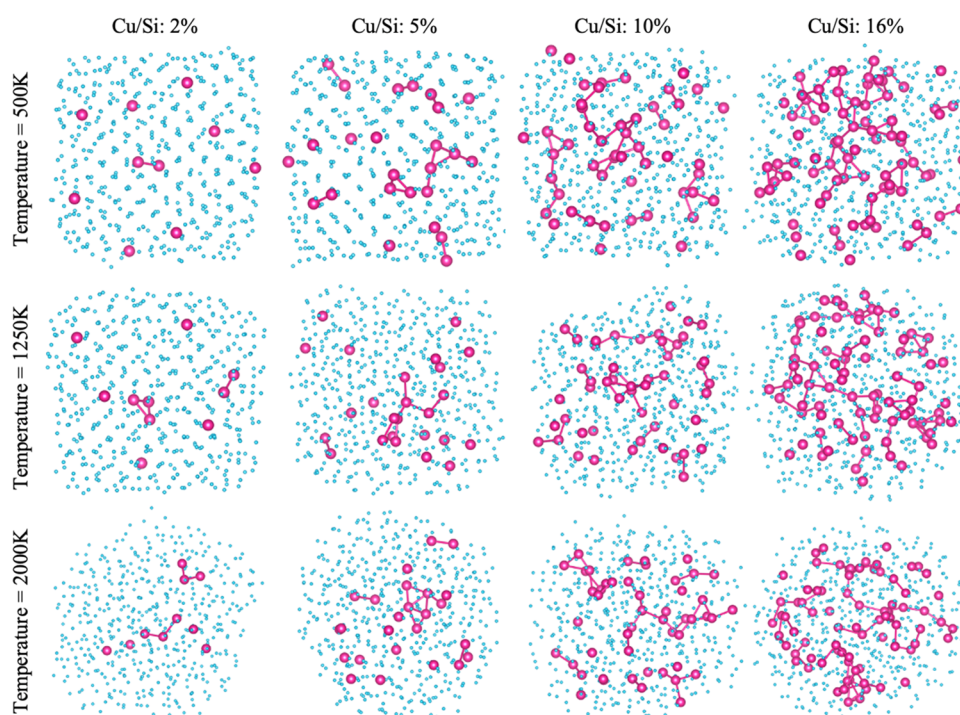 Cu/Si: 2%
Cu/Si: 5%
Cu/Si: 10%
Cu/Si: 16%
Temperature = 500K
Temperature = 1250K
Temperature = 2000K